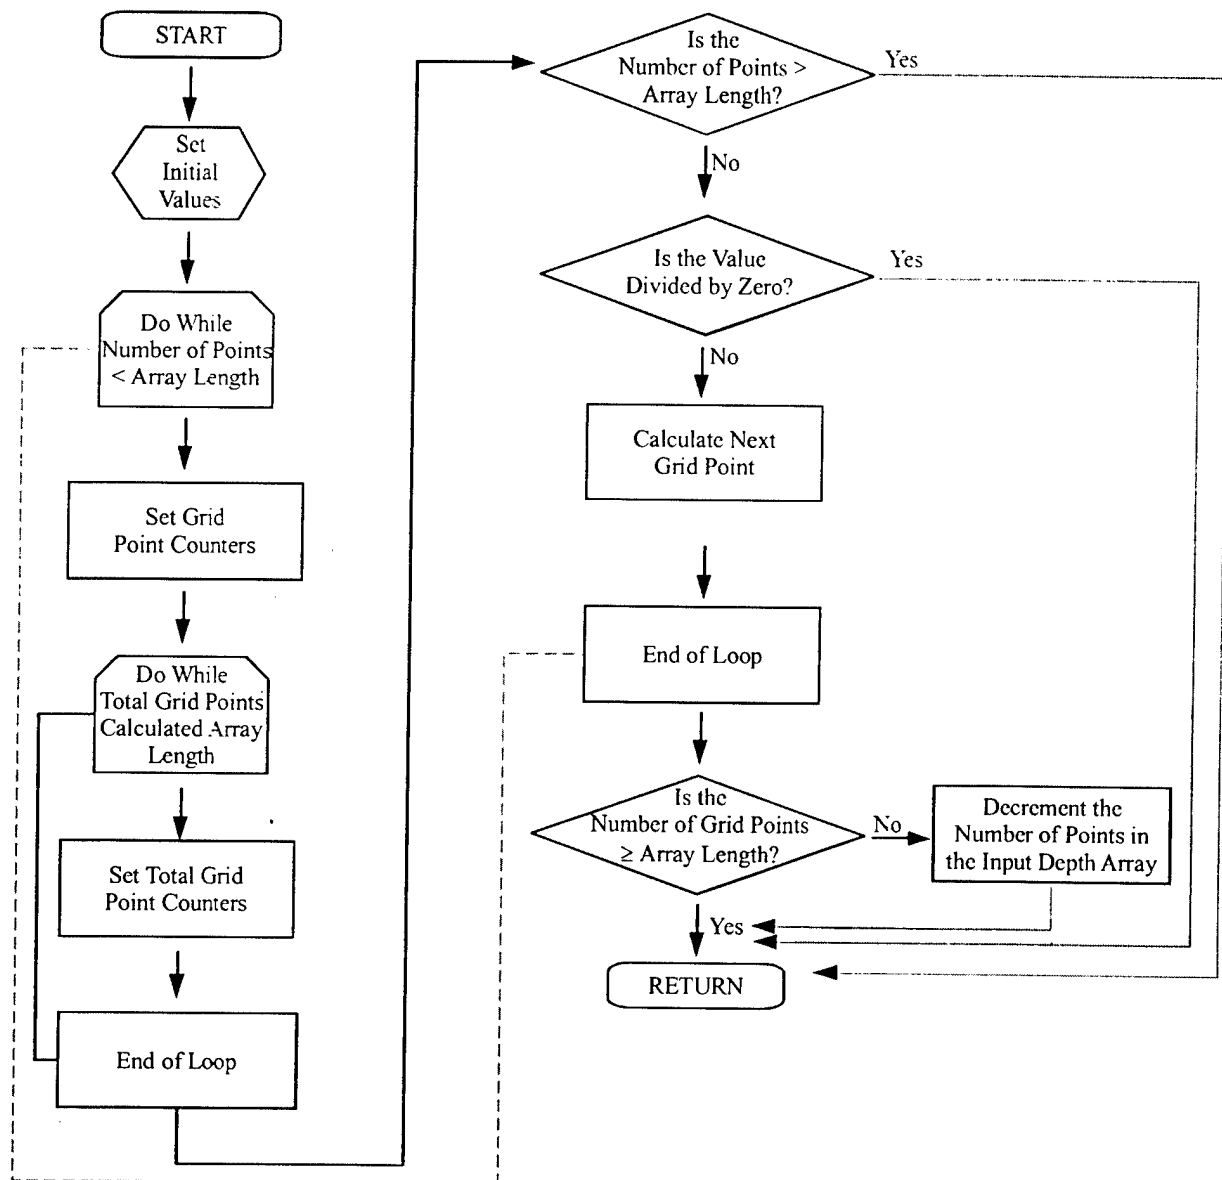 START
Set
Initial
Values
Do While
Number of Points
< Array Length
Set Grid
Point Counters
Do While
Total Grid Points
Calculated Array
Length
Set Total Grid
Point Counters
End of Loop
Is the
Number of Points >
Array Length?
Yes
No
Is the Value
Divided by Zero?
Yes
No
Calculate Next
Grid Point
End of Loop
Is the
Number of Grid Points
≥ Array Length?
No
Decrement the
Number of Points in
the Input Depth Array
Yes
RETURN